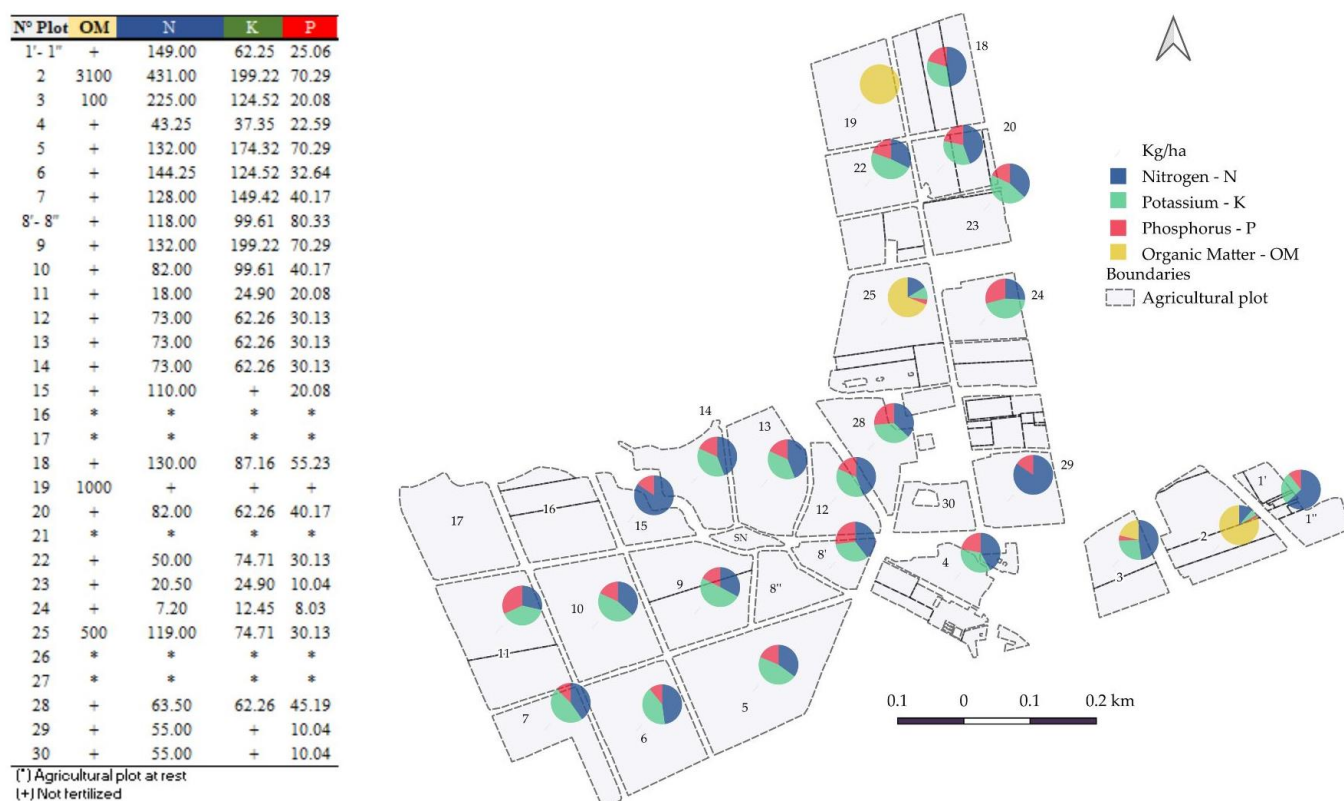 N° Plot OM N K P
1'- 1" + 149.00 62.25 25.06
2 3100 431.00 199.22 70.29
3 100 225.00 124.52 20.08
4 + 43.25 37.35 22.59
5 + 132.00 174.32 70.29
6 + 144.25 124.52 32.64
7 + 128.00 149.42 40.17
8'- 8" + 118.00 99.61 80.33
9 + 132.00 199.22 70.29
10 + 82.00 99.61 40.17
11 + 18.00 24.90 20.08
12 + 73.00 62.26 30.13
13 + 73.00 62.26 30.13
14 + 73.00 62.26 30.13
15 + 110.00 + 20.08
16 * * * *
17 * * * *
18 + 130.00 87.16 55.23
19 1000 + + +
20 + 82.00 62.26 40.17
21 * * * *
22 + 50.00 74.71 30.13
23 + 20.50 24.90 10.04
24 + 7.20 12.45 8.03
25 500 119.00 74.71 30.13
26 * * * *
27 * * * *
28 + 63.50 62.26 45.19
29 + 55.00 + 10.04
30 + 55.00 + 10.04
(*) Agricultural plot at rest
(+) Not fertilized
18
19
20
22
23
25
24
14
13
28
29
17
16
15
12
30
SN
1'
1"
2
3
4
8'
8"
9
10
11
5
6
7
Kg/ha
Nitrogen - N
Potassium - K
Phosphorus - P
Organic Matter - OM
Boundaries
Agricultural plot
0.1 0 0.1 0.2 km